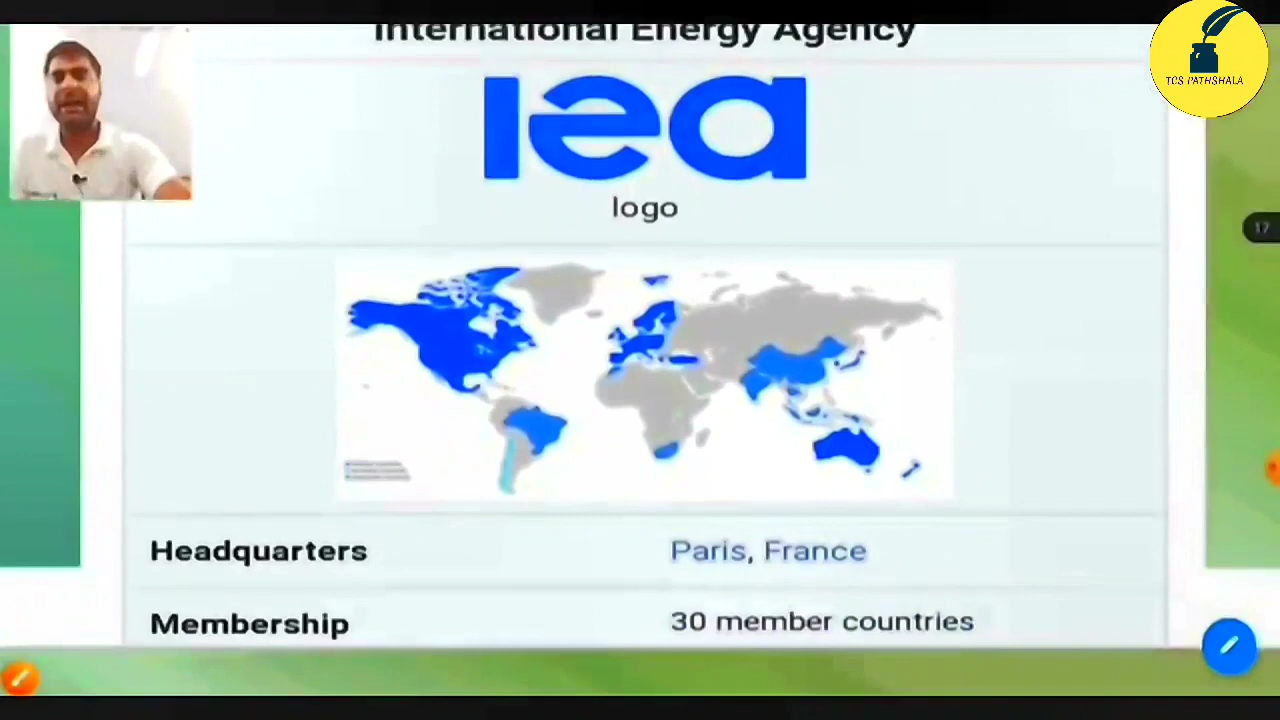 International Energy Agency
iea
TCS PATHSHALA
logo
17
Headquarters Paris, France
Membership 30 member countries